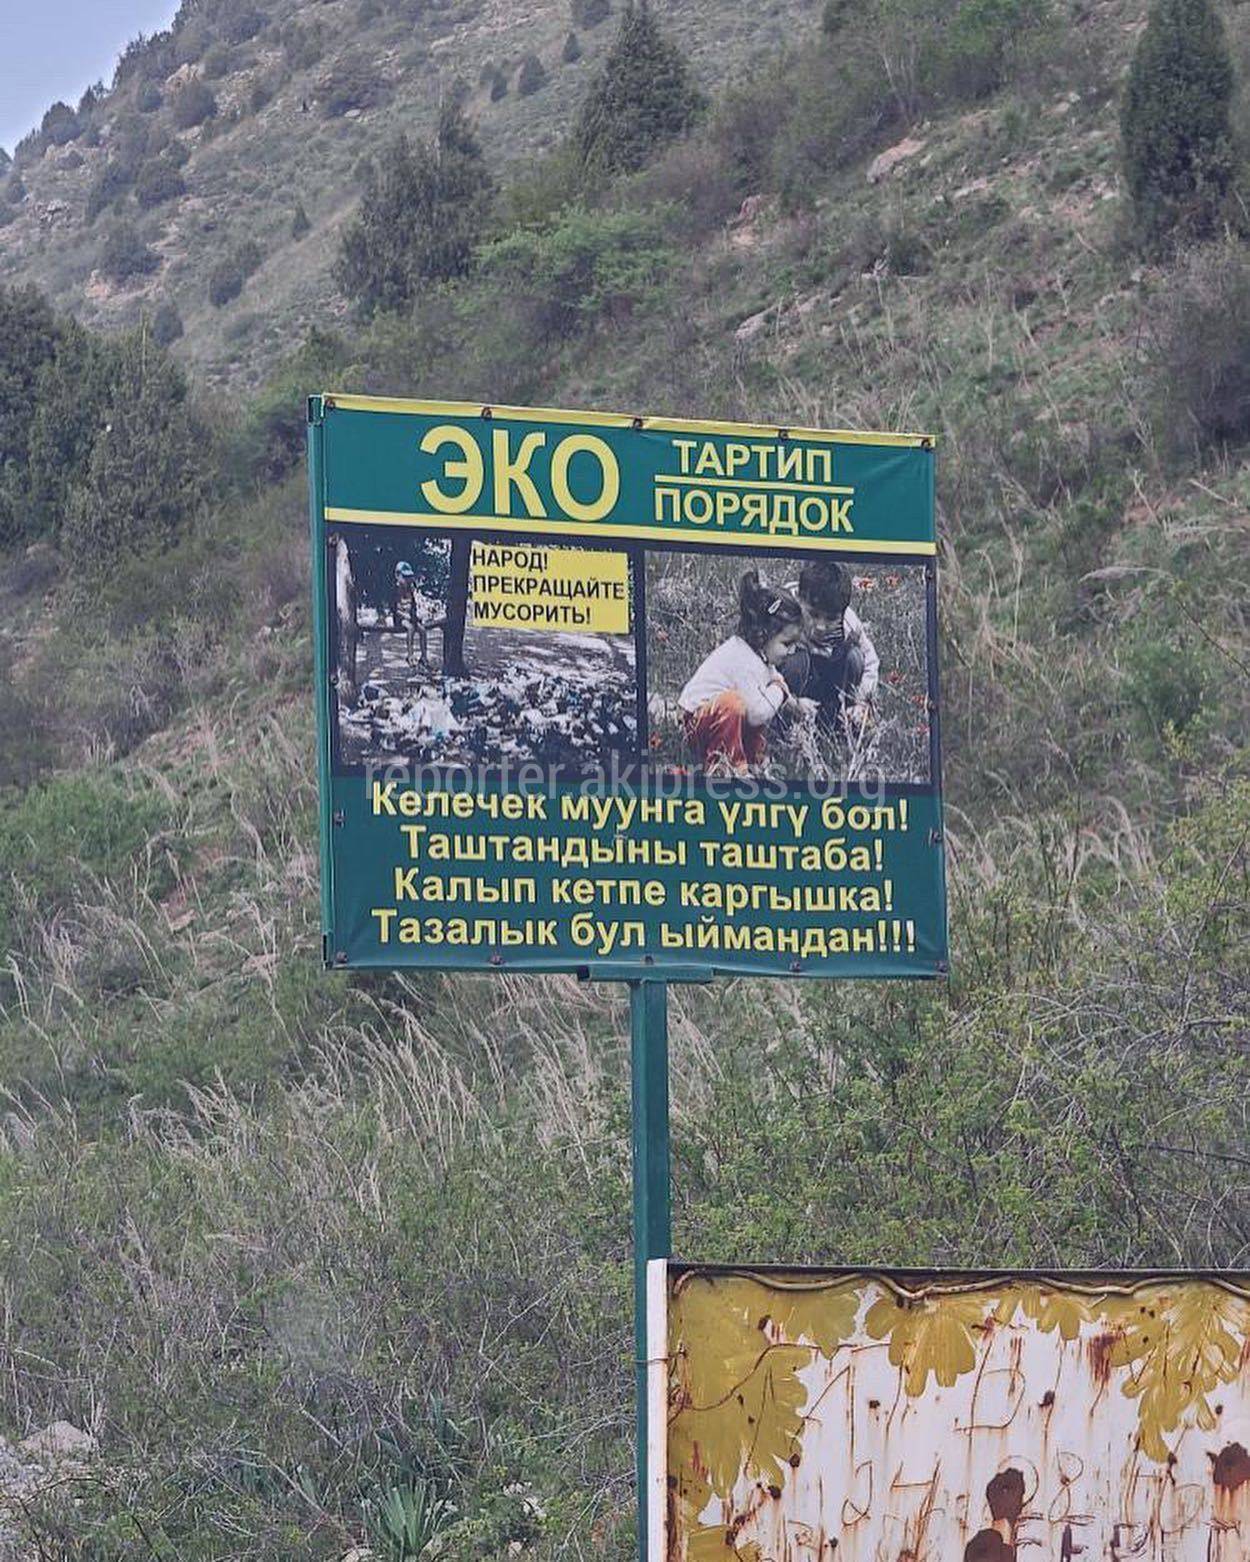 ЭКО ТАРТИП
ПОРЯДОК
НАРОД!
ПРЕКРАЩАЙТЕ
МУСОРИТЬ!
reporter.akipress.org
Келечек муунга үлгү бол!
Таштандыны таштаба!
Калып кетпе каргышка!
Тазалык бул ыймандан!!!